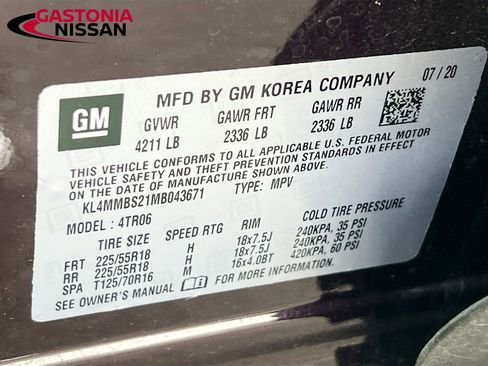 GASTONIA
NISSAN
GM
MFD BY GM KOREA COMPANY 07/20
GVWR GAWR FRT GAWR RR
4211 LB 2336 LB 2336 LB
THIS VEHICLE CONFORMS TO ALL APPLICABLE U.S. FEDERAL MOTOR
VEHICLE SAFETY AND THEFT PREVENTION STANDARDS IN EFFECT
ON THE DATE OF MANUFACTURE SHOWN ABOVE.
KL4MMBS21MB043671 TYPE: MPV
MODEL: 4TR06
TIRE SIZE SPEED RTG RIM COLD TIRE PRESSURE
FRT 225/55R18 H 18x7.5J 240KPA, 35 PSI
RR 225/55R18 H 18x7.5J 240KPA, 35 PSI
SPA T125/70R16 M 16x4.0BT 420KPA, 60 PSI
SEE OWNER'S MANUAL FOR MORE INFORMATION.